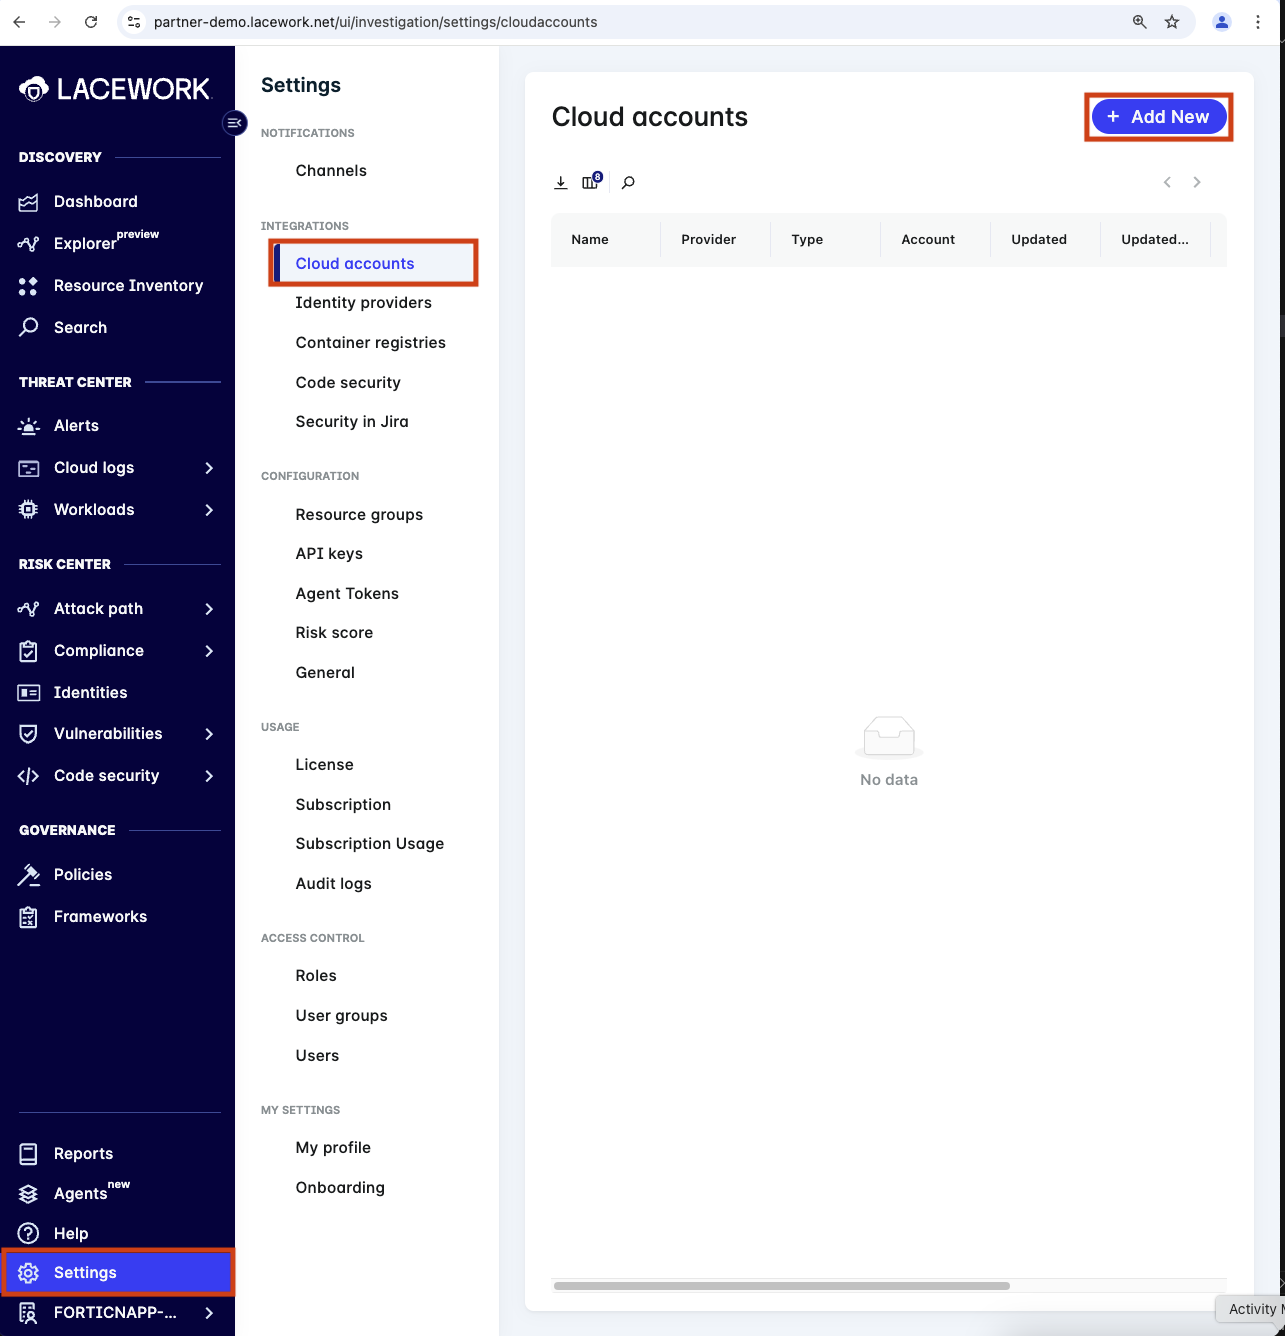 partner-demo.lacework.net/ui/investigation/settings/cloudaccounts
LACEWORK
DISCOVERY
Dashboard
Explorer preview
Resource Inventory
Search
THREAT CENTER
Alerts
Cloud logs
Workloads
RISK CENTER
Attack path
Compliance
Identities
Vulnerabilities
Code security
GOVERNANCE
Policies
Frameworks
Reports
Agents new
Help
Settings
FORTICNAPP-...
Settings
NOTIFICATIONS
Channels
INTEGRATIONS
Cloud accounts
Identity providers
Container registries
Code security
Security in Jira
CONFIGURATION
Resource groups
API keys
Agent Tokens
Risk score
General
USAGE
License
Subscription
Subscription Usage
Audit logs
ACCESS CONTROL
Roles
User groups
Users
MY SETTINGS
My profile
Onboarding
Cloud accounts
+ Add New
8
Name Provider Type Account Updated Updated...
No data
Activity